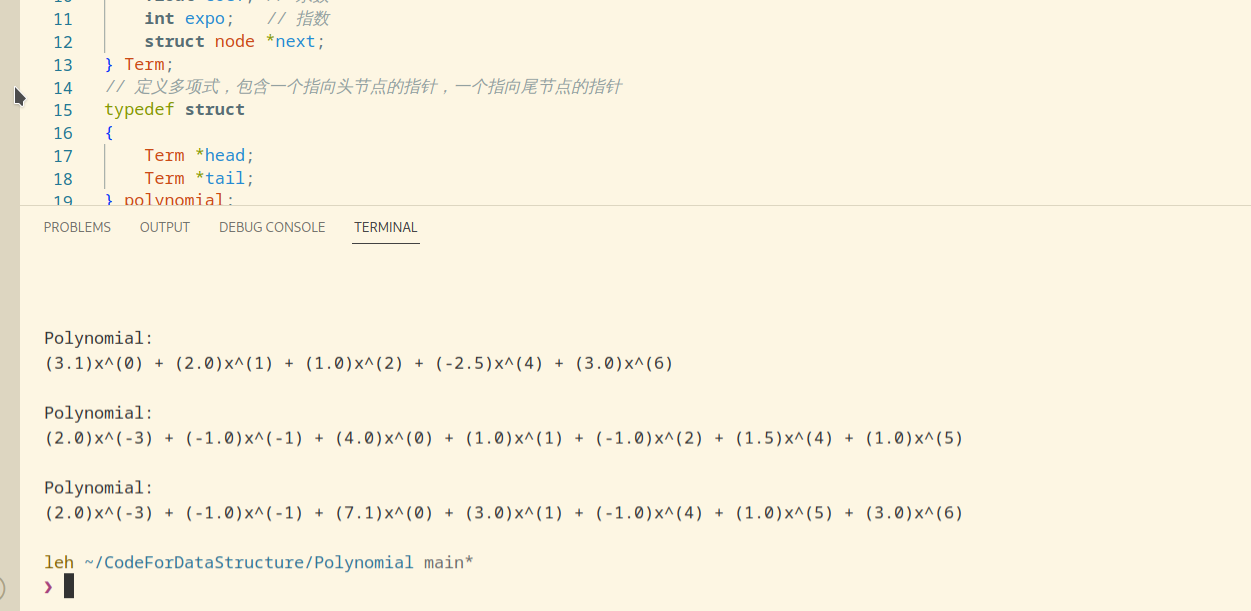 11 int expo; // 指数
12 struct node *next;
13 } Term;
14 // 定义多项式，包含一个指向头节点的指针，一个指向尾节点的指针
15 typedef struct
16 {
17 Term *head;
18 Term *tail;
19 } polynomial;
PROBLEMS OUTPUT DEBUG CONSOLE TERMINAL
Polynomial:
(3.1)x^(0) + (2.0)x^(1) + (1.0)x^(2) + (-2.5)x^(4) + (3.0)x^(6)
Polynomial:
(2.0)x^(-3) + (-1.0)x^(-1) + (4.0)x^(0) + (1.0)x^(1) + (-1.0)x^(2) + (1.5)x^(4) + (1.0)x^(5)
Polynomial:
(2.0)x^(-3) + (-1.0)x^(-1) + (7.1)x^(0) + (3.0)x^(1) + (-1.0)x^(4) + (1.0)x^(5) + (3.0)x^(6)
leh ~/CodeForDataStructure/Polynomial main*
❯